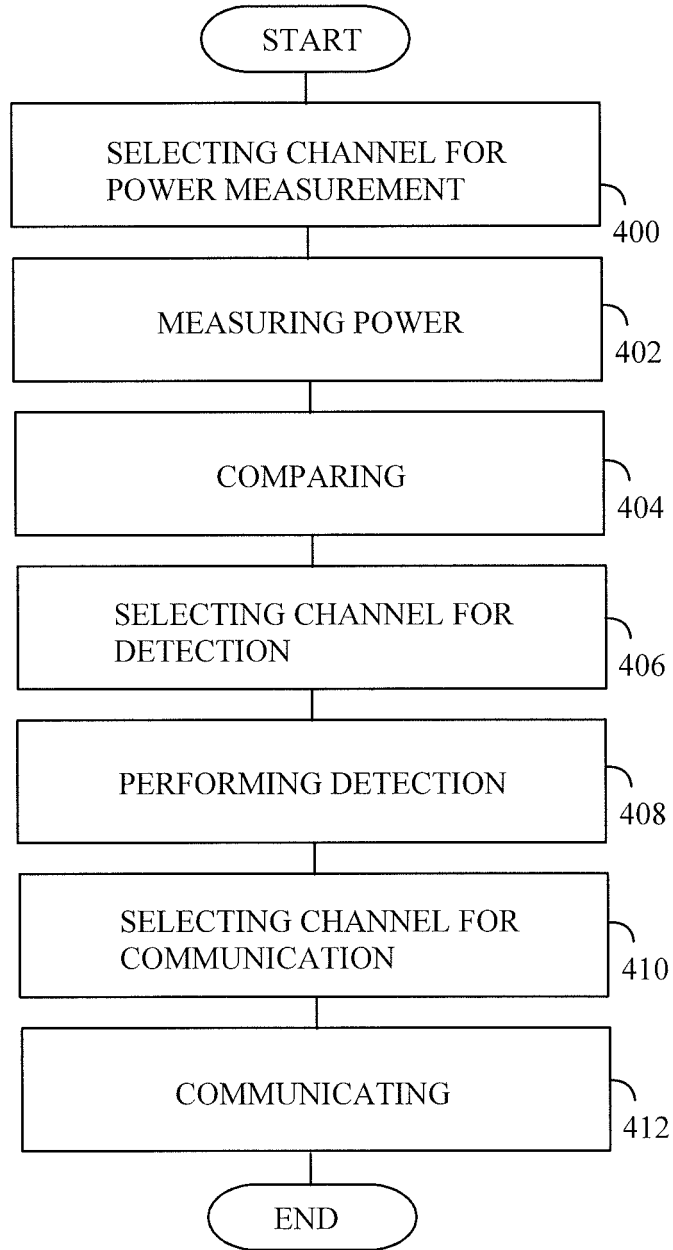 START
SELECTING CHANNEL FOR
POWER MEASUREMENT
400
MEASURING POWER
402
COMPARING
404
SELECTING CHANNEL FOR
DETECTION
406
PERFORMING DETECTION
408
SELECTING CHANNEL FOR
COMMUNICATION
410
COMMUNICATING
412
END